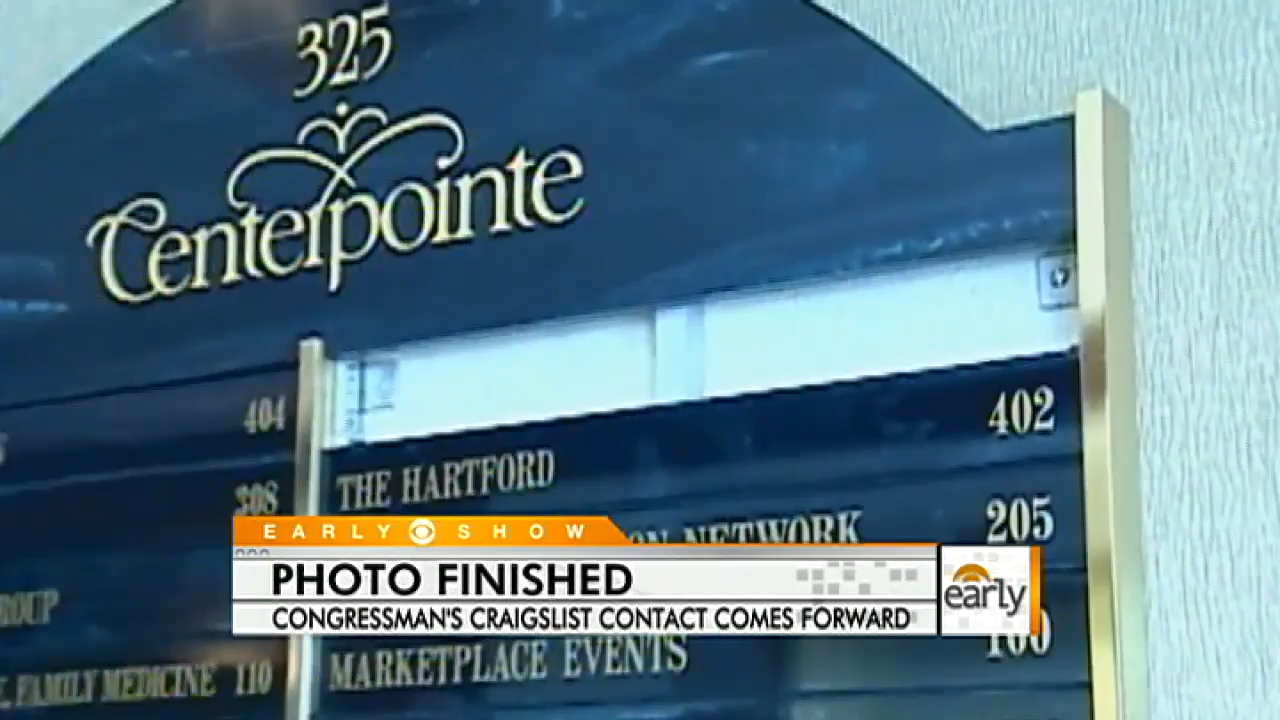 325
Centerpointe
404
402
308
THE HARTFORD
205
NETWORK
EARLY SHOW
PHOTO FINISHED
early
CONGRESSMAN'S CRAIGSLIST CONTACT COMES FORWARD
FAMILY MEDICINE 110
MARKETPLACE EVENTS